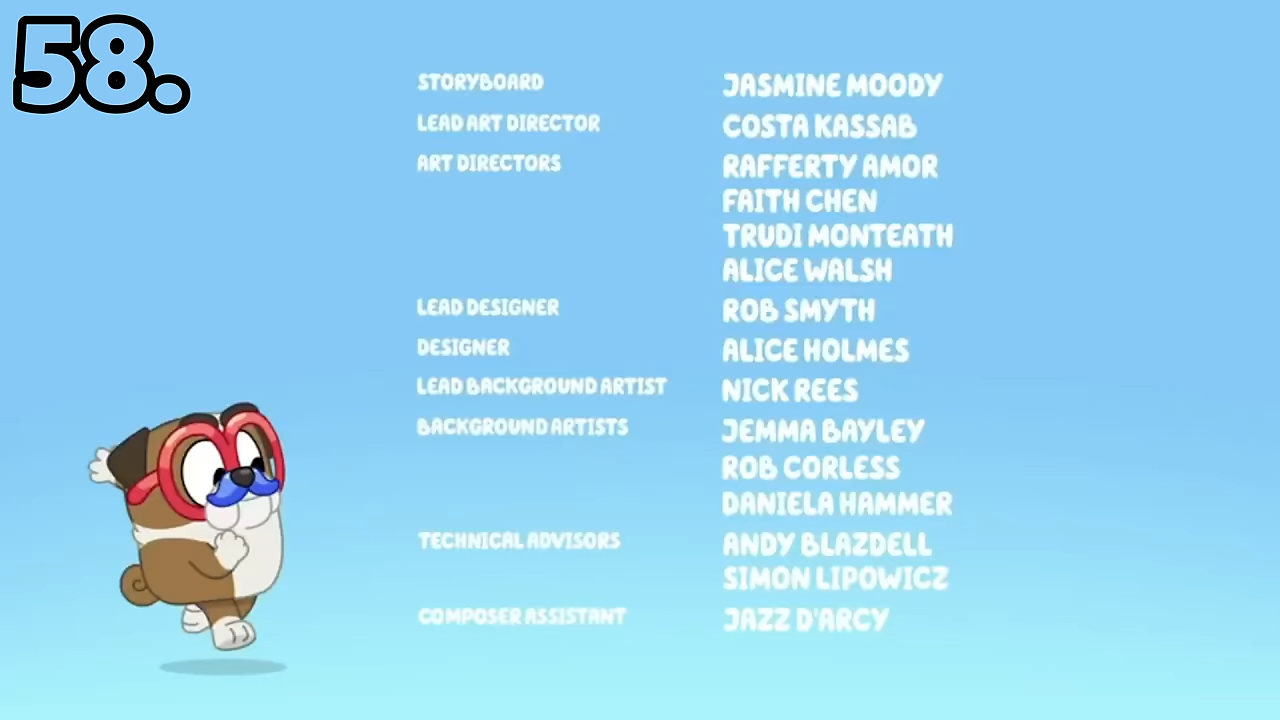 58.
STORYBOARD JASMINE MOODY
LEAD ART DIRECTOR COSTA KASSAB
ART DIRECTORS RAFFERTY AMOR
FAITH CHEN
TRUDI MONTEATH
ALICE WALSH
LEAD DESIGNER ROB SMYTH
DESIGNER ALICE HOLMES
LEAD BACKGROUND ARTIST NICK REES
BACKGROUND ARTISTS JEMMA BAYLEY
ROB CORLESS
DANIELA HAMMER
TECHNICAL ADVISORS ANDY BLAZDELL
SIMON LIPOWICZ
COMPOSER ASSISTANT JAZZ D'ARCY